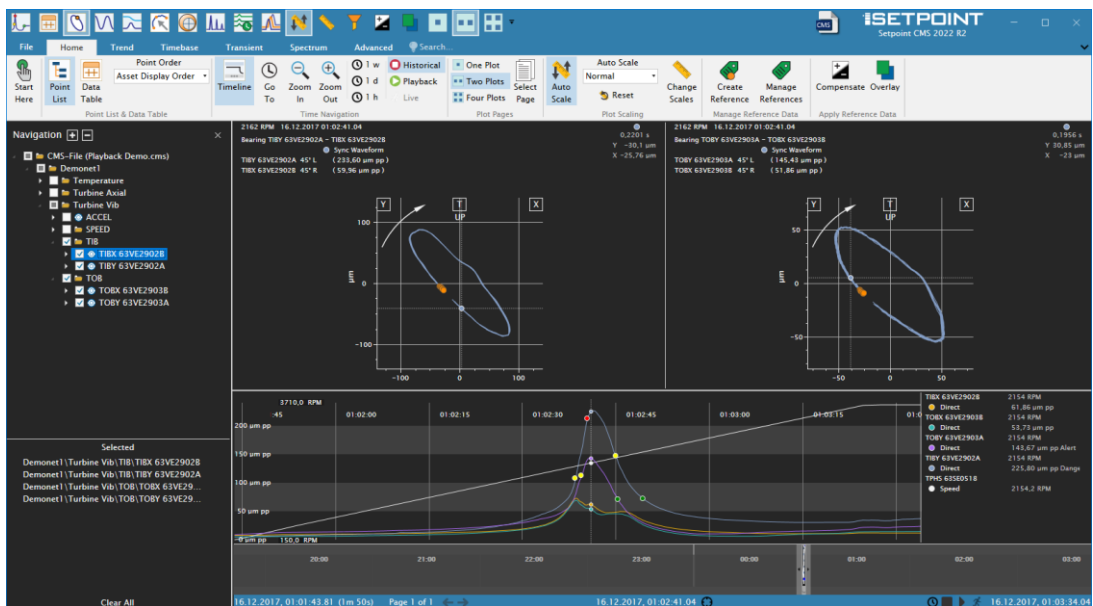 CMS
SETPOINT
Setpoint CMS 2022 R2
File Home Trend Timebase Transient Spectrum Advanced Search...
Start Here
Point List
Data Table
Point Order
Asset Display Order
Point List & Data Table
Timeline
Go To
Zoom In
Zoom Out
1 w
1 d
1 h
Historical
Playback
Live
Time Navigation
One Plot
Two Plots
Four Plots
Select Page
Plot Pages
Auto Scale
Auto Scale
Normal
Reset
Change Scales
Plot Scaling
Create Reference
Manage References
Manage Reference Data
Compensate Overlay
Apply Reference Data
Navigation
CMS-File (Playback Demo.cms)
Demonet1
Temperature
Turbine Axial
Turbine Vib
ACCEL
SPEED
TIB
TIBX 63VE2902B
TIBY 63VE2902A
TOB
TOBX 63VE2903B
TOBY 63VE2903A
Selected
Demonet1\Turbine Vib\TIB\TIBX 63VE2902B
Demonet1\Turbine Vib\TIB\TIBY 63VE2902A
Demonet1\Turbine Vib\TOB\TOBX 63VE29...
Demonet1\Turbine Vib\TOB\TOBY 63VE29...
Clear All
2162 RPM 16.12.2017 01:02:41.04
0,2201 s
Bearing TIBY 63VE2902A - TIBX 63VE2902B
Y -30,1 µm
Sync Waveform
X -25,76 µm
TIBY 63VE2902A 45° L (233,60 µm pp)
TIBX 63VE2902B 45° R (59,96 µm pp)
Y T X
UP
100
µm 0
-100
-100 0 100
2162 RPM 16.12.2017 01:02:41.04
0,1956 s
Bearing TOBY 63VE2903A - TOBX 63VE2903B
Y 30,85 µm
Sync Waveform
X -23 µm
TOBY 63VE2903A 45° L (145,43 µm pp)
TOBX 63VE2903B 45° R (51,86 µm pp)
Y T X
UP
50
µm 0
-50
-50 0 50
3710,0 RPM
:45 01:02:00 01:02:15 01:02:30 01:02:45 01:03:00 01:03:15 01:0
200 µm pp
150 µm pp
100 µm pp
50 µm pp
0 µm pp 150,0 RPM
TIBX 63VE2902B 2154 RPM
Direct 61,86 µm pp
TOBX 63VE2903B 2154 RPM
Direct 53,73 µm pp
TOBY 63VE2903A 2154 RPM
Direct 143,67 µm pp Alert
TIBY 63VE2902A 2154 RPM
Direct 225,80 µm pp Dange
TPHS 63SE0518
Speed 2154,2 RPM
20:00 21:00 22:00 23:00 00:00 01:00 02:00 03:00
16.12.2017, 01:01:43.81 (1m 50s) Page 1 of 1 16.12.2017, 01:02:41.04 16.12.2017, 01:03:34.04